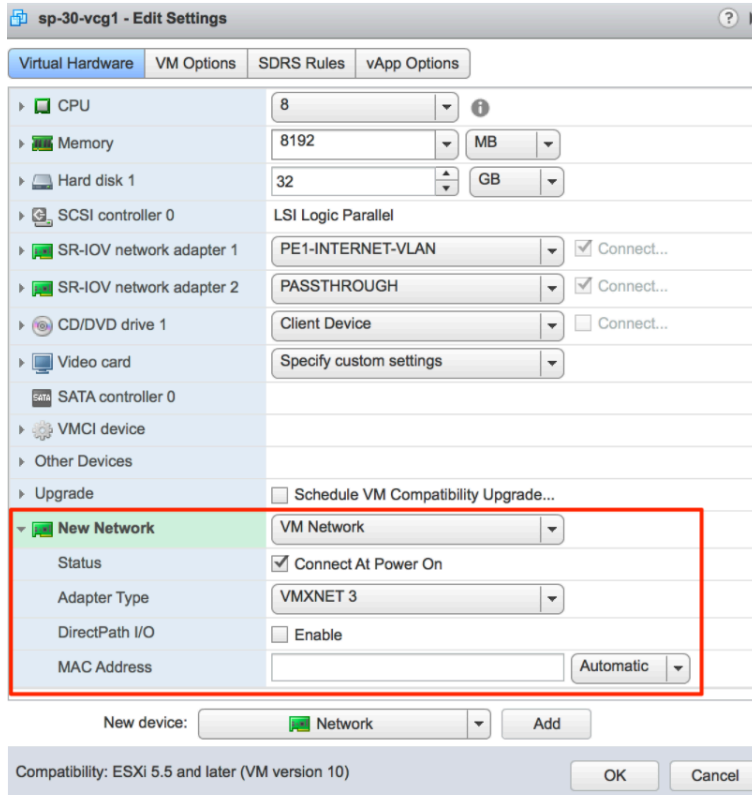 sp-30-vcg1 - Edit Settings ?
Virtual Hardware VM Options SDRS Rules vApp Options
CPU 8
Memory 8192 MB
Hard disk 1 32 GB
SCSI controller 0 LSI Logic Parallel
SR-IOV network adapter 1 PE1-INTERNET-VLAN Connect...
SR-IOV network adapter 2 PASSTHROUGH Connect...
CD/DVD drive 1 Client Device Connect...
Video card Specify custom settings
SATA SATA controller 0
VMCI device
Other Devices
Upgrade Schedule VM Compatibility Upgrade...
New Network VM Network
Status Connect At Power On
Adapter Type VMXNET 3
DirectPath I/O Enable
MAC Address Automatic
New device: Network Add
Compatibility: ESXi 5.5 and later (VM version 10) OK Cancel